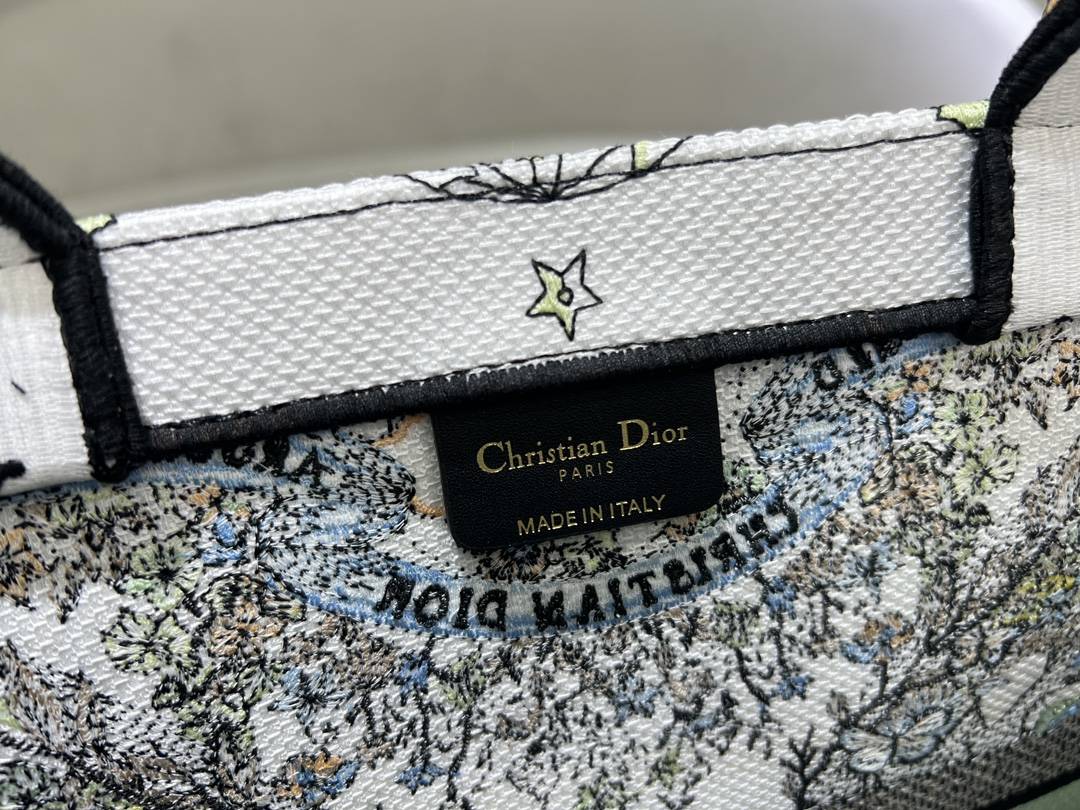 Christian Dior
PARIS
MADE IN ITALY
CHRISTIAN DIOR